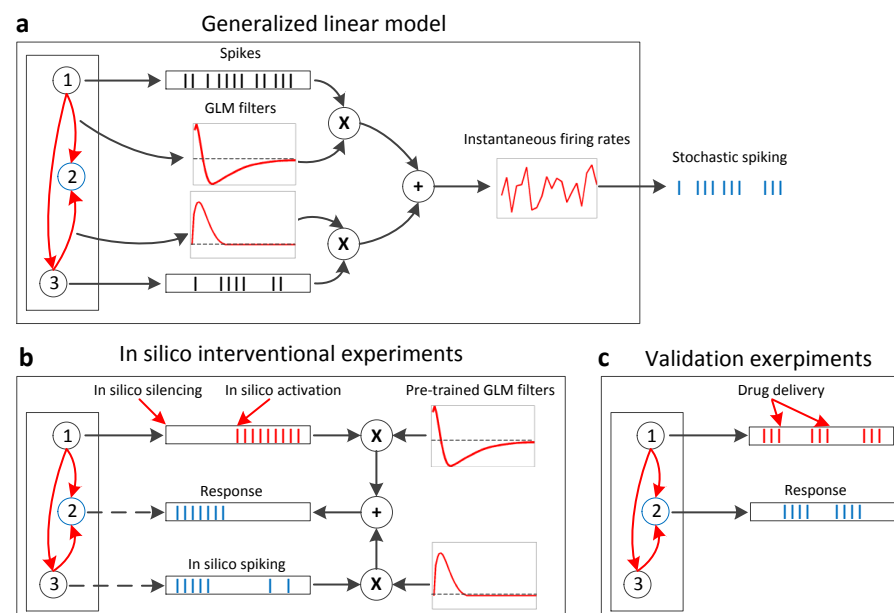 a
Generalized linear model
Spikes
1
GLM filters
X
2
Instantaneous firing rates
+
Stochastic spiking
X
3
b
In silico interventional experiments
In silico silencing
In silico activation
Pre-trained GLM filters
1
X
Response
2
+
In silico spiking
3
X
c
Validation exerpiments
Drug delivery
1
Response
2
3